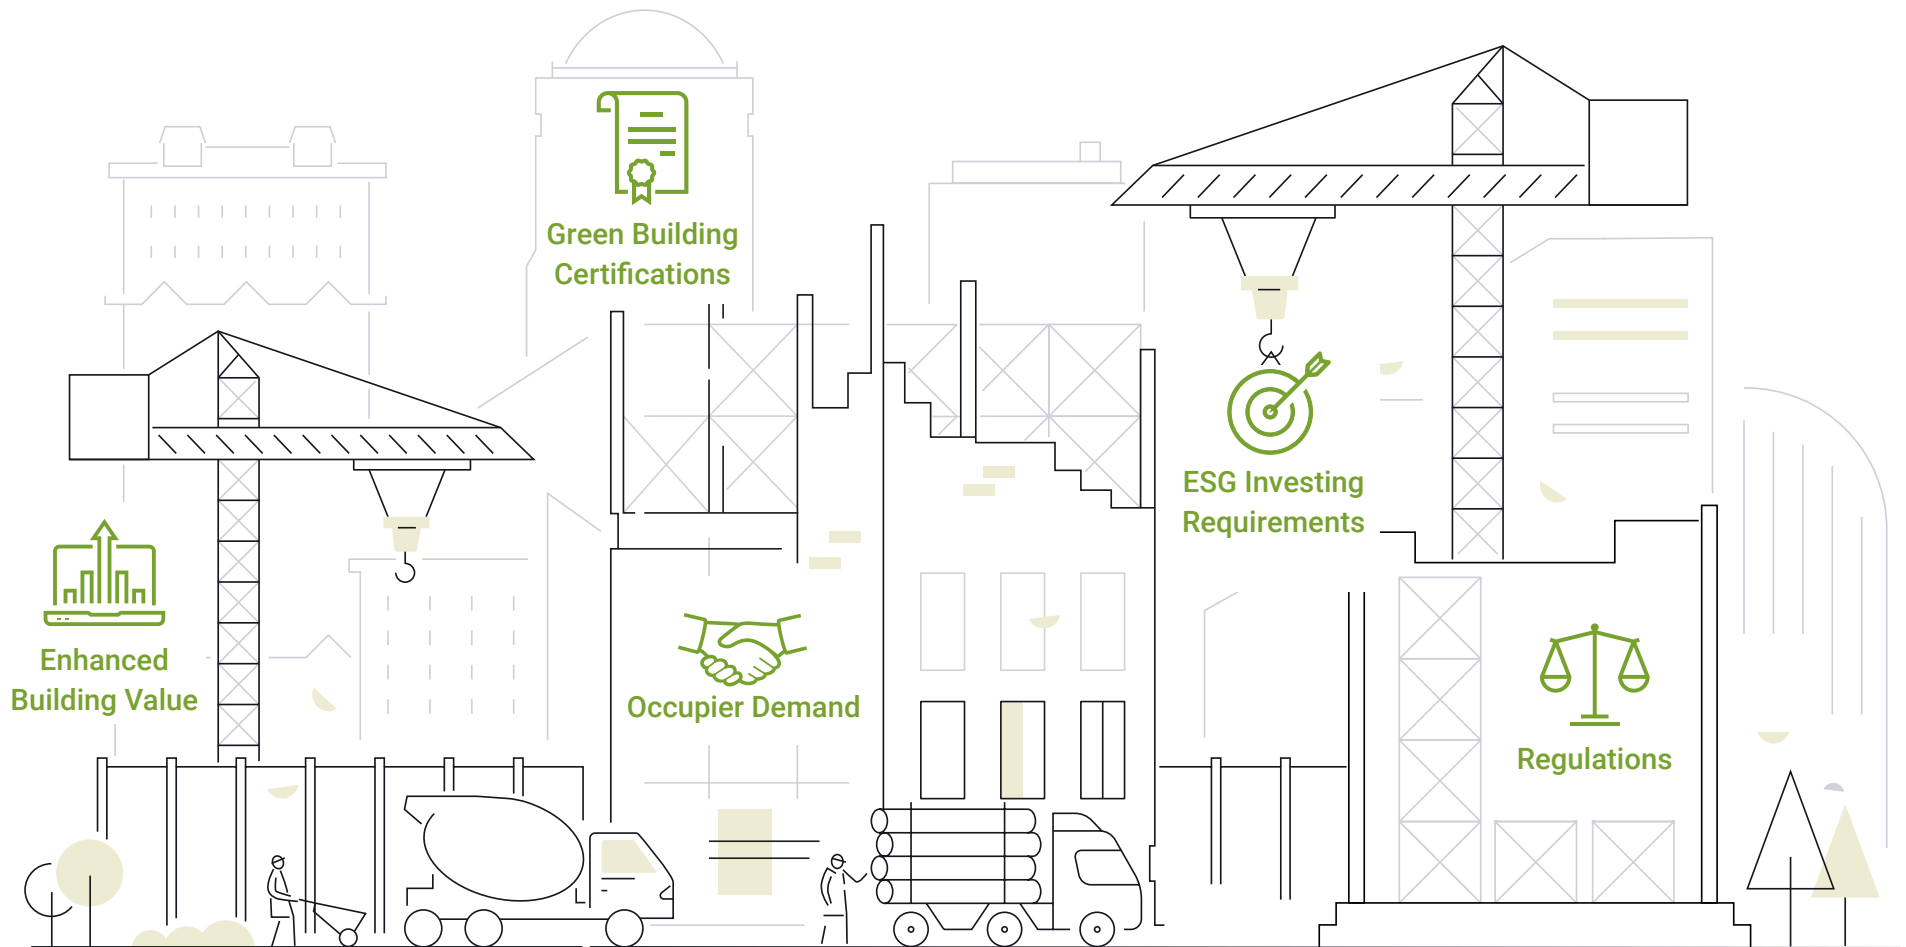 Green Building
Certifications
ESG Investing
Requirements
Enhanced
Building Value
Occupier Demand
Regulations